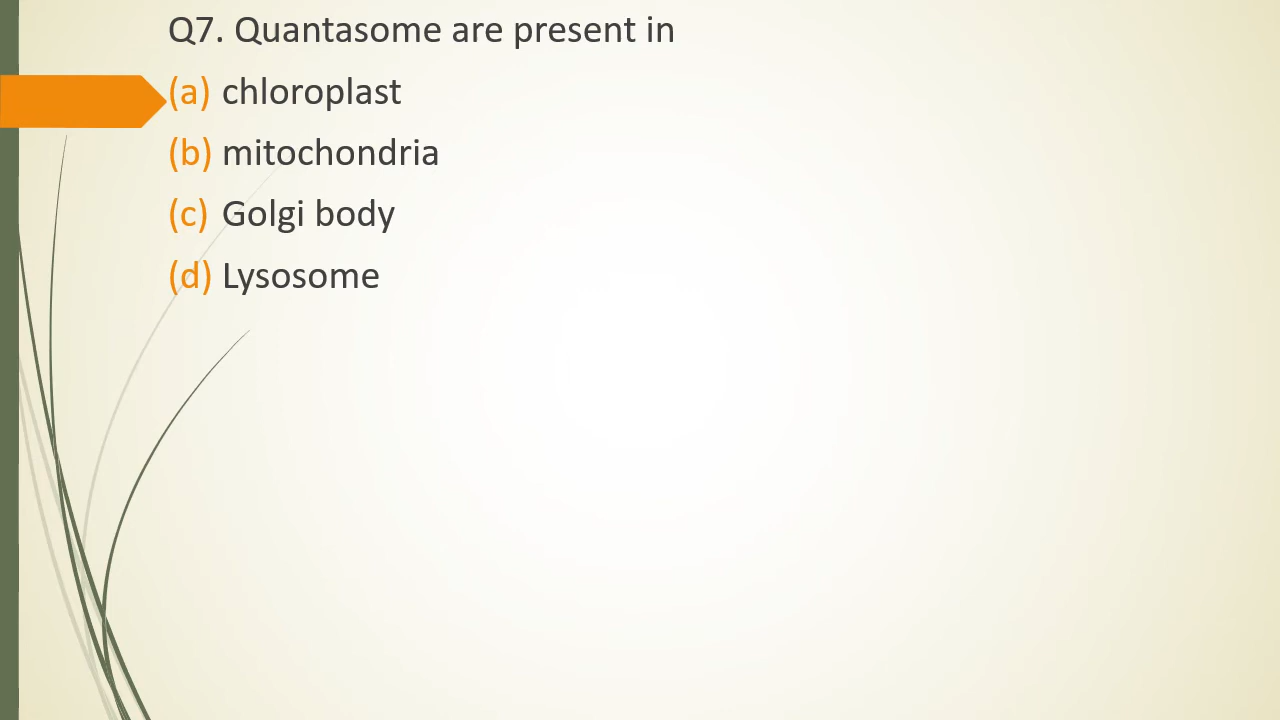 Q7. Quantasome are present in
(a) chloroplast
(b) mitochondria
(c) Golgi body
(d) Lysosome